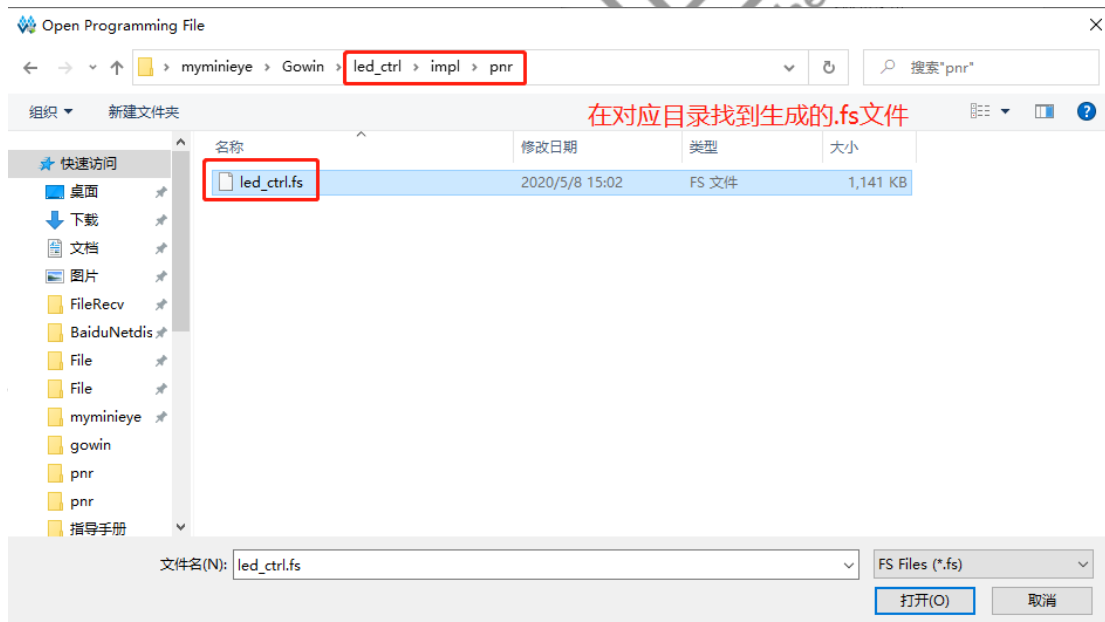 Open Programming File
myminieye › Gowin › led_ctrl › impl › pnr
搜索"pnr"
组织
新建文件夹
在对应目录找到生成的.fs文件
名称
修改日期
类型
大小
快速访问
led_ctrl.fs
2020/5/8 15:02
FS 文件
1,141 KB
桌面
下载
文档
图片
FileRecv
BaiduNetdis
File
File
myminieye
gowin
pnr
pnr
指导手册
文件名(N):
led_ctrl.fs
FS Files (*.fs)
打开(O)
取消